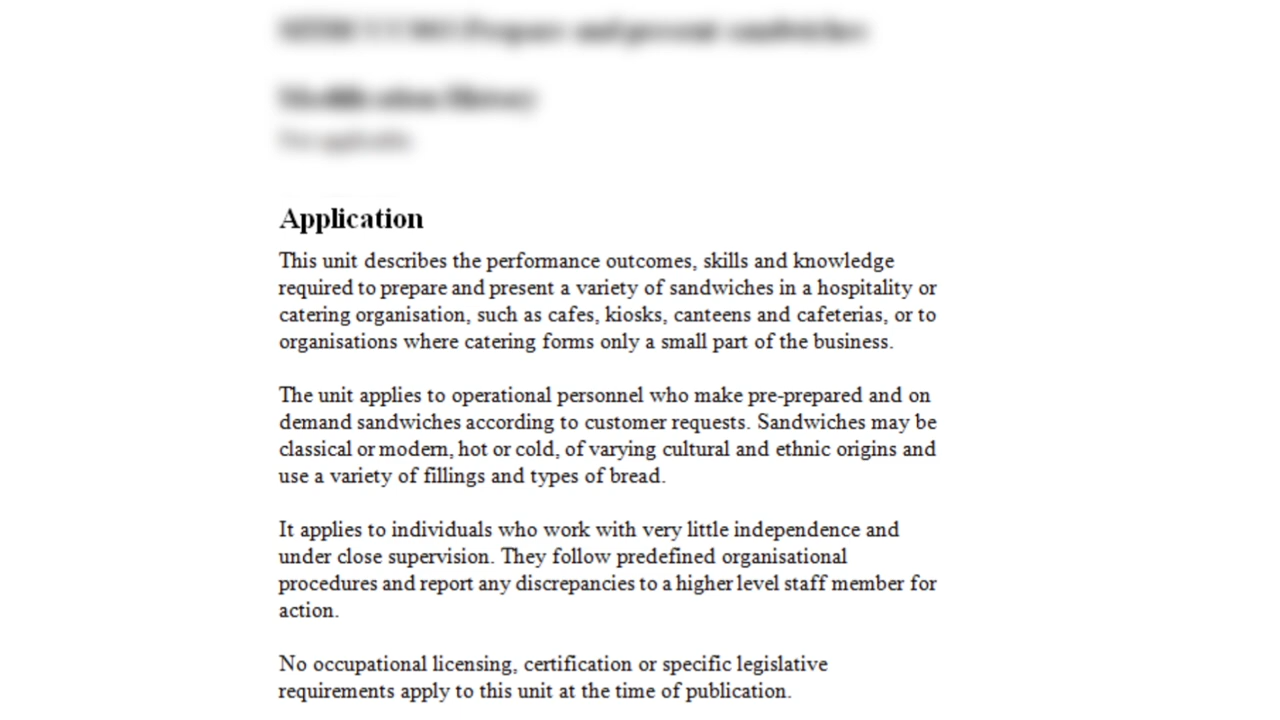 Application
This unit describes the performance outcomes, skills and knowledge
required to prepare and present a variety of sandwiches in a hospitality or
catering organisation, such as cafes, kiosks, canteens and cafeterias, or to
organisations where catering forms only a small part of the business.
The unit applies to operational personnel who make pre-prepared and on
demand sandwiches according to customer requests. Sandwiches may be
classical or modern, hot or cold, of varying cultural and ethnic origins and
use a variety of fillings and types of bread.
It applies to individuals who work with very little independence and
under close supervision. They follow predefined organisational
procedures and report any discrepancies to a higher level staff member for
action.
No occupational licensing, certification or specific legislative
requirements apply to this unit at the time of publication.